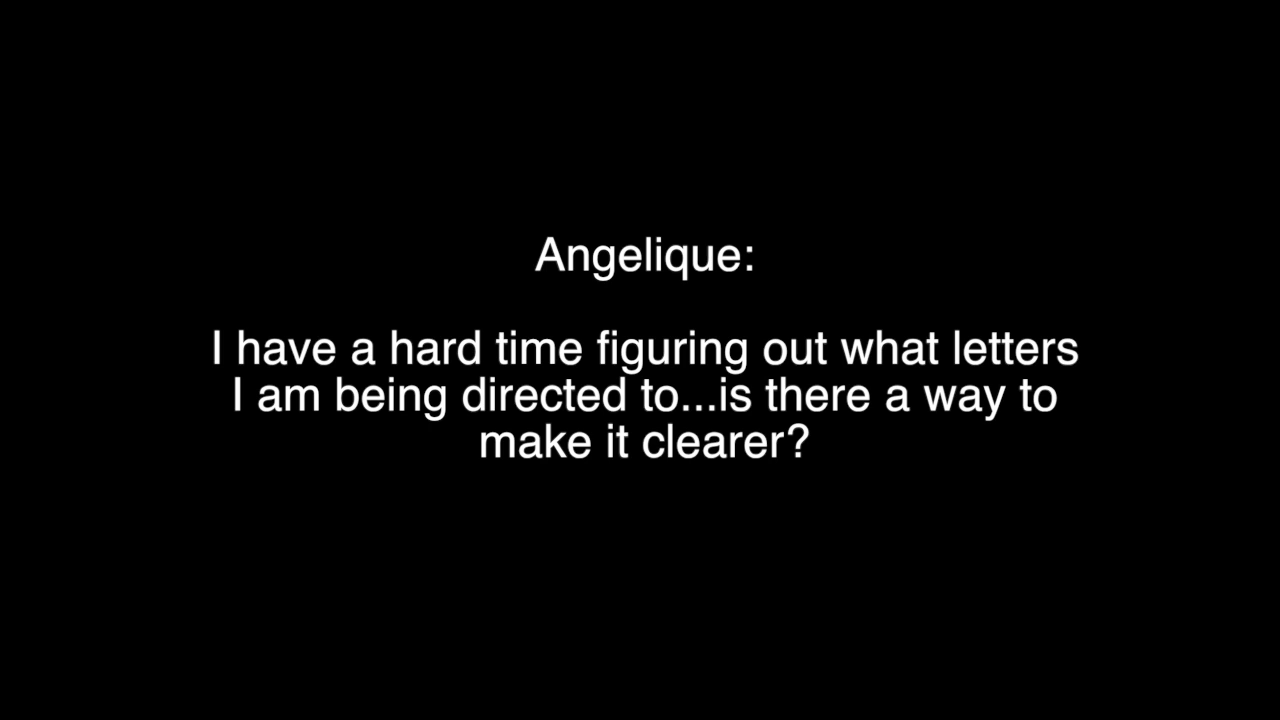 Angelique:
I have a hard time figuring out what letters
I am being directed to...is there a way to
make it clearer?